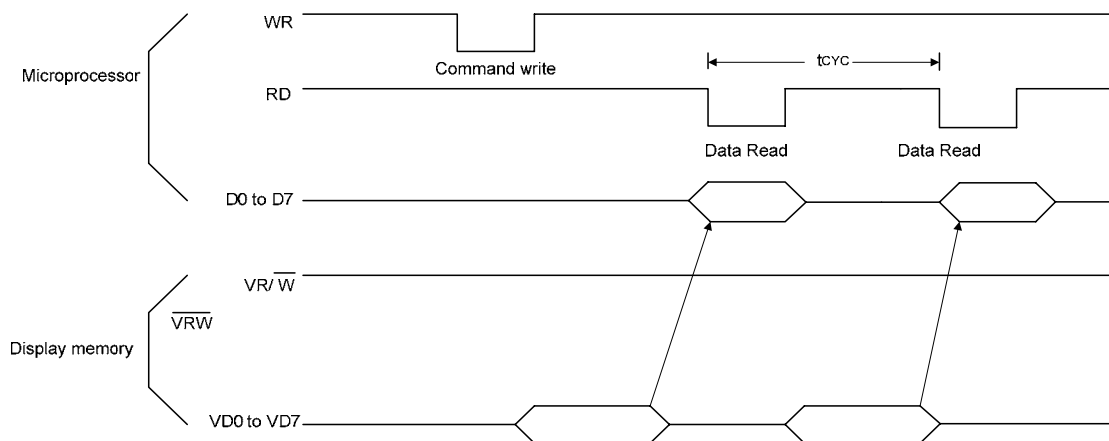 WR
Command write
Microprocessor
tCYC
RD
Data Read
Data Read
D0 to D7
VR/W
VRW
Display memory
VD0 to VD7